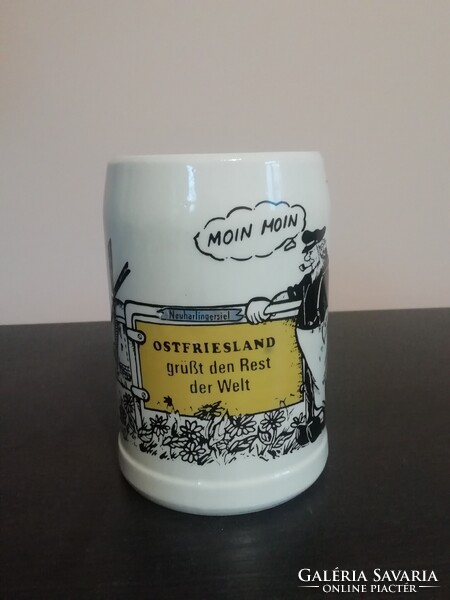 MOIN MOIN
Neuharlingersiel
OSTFRIESLAND
grüßt den Rest
der Welt
GALÉRIA SAVARIA
ONLINE PIACTÉR